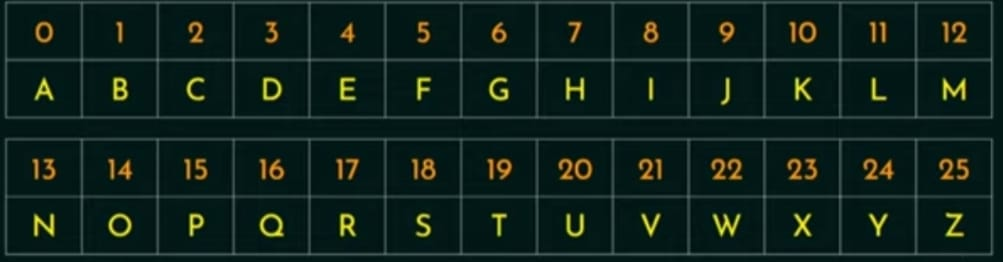 0 1 2 3 4 5 6 7 8 9 10 11 12
A B C D E F G H I J K L M
13 14 15 16 17 18 19 20 21 22 23 24 25
N O P Q R S T U V W X Y Z